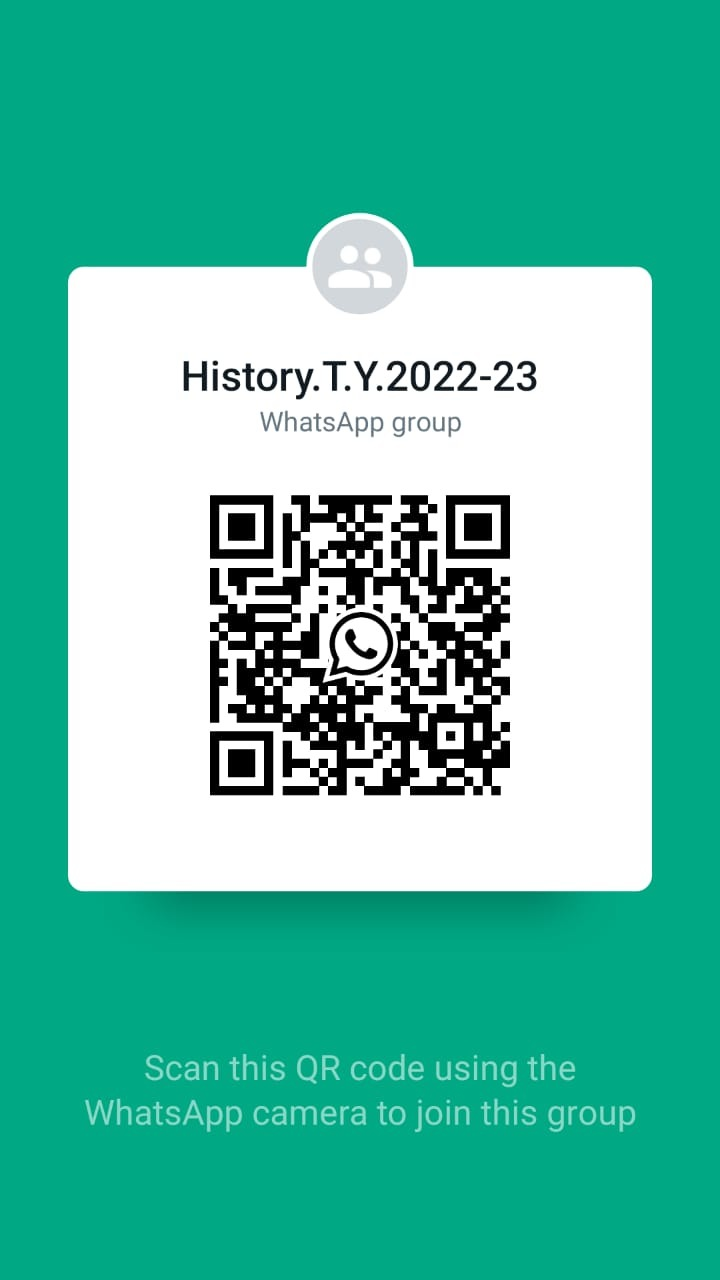 History.T.Y.2022-23
WhatsApp group
Scan this QR code using the
WhatsApp camera to join this group